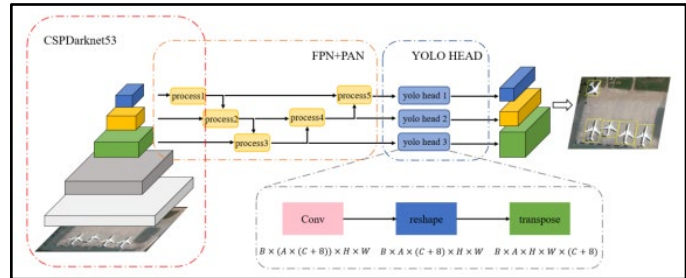 CSPDarknet53
FPN+PAN
YOLO HEAD
process1
process5
yolo head 1
process2
process4
yolo head 2
process3
yolo head 3
Conv
reshape
transpose
B × (A × (C + 8)) × H × W
B × A × (C + 8) × H × W
B × A × H × W × (C + 8)